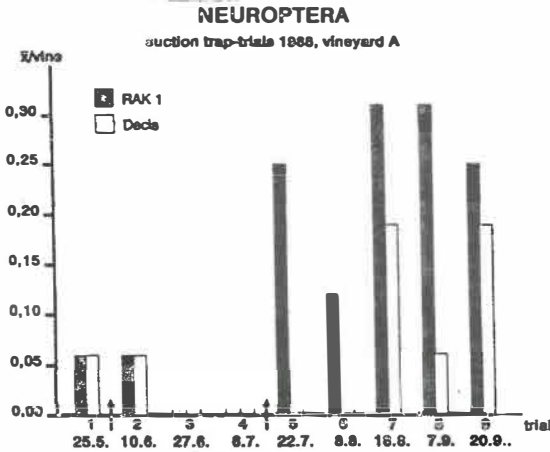 NEUROPTERA
suction trap-trials 1988, vineyard A
x̄/vine
RAK 1
Decis
0,30
0,25
0,20
0,15
0,10
0,05
0,00
1 2 3 4 5 6 7 8 9 trial
25.5. 10.6. 27.6. 6.7. 22.7. 8.8. 16.8. 7.9. 20.9..